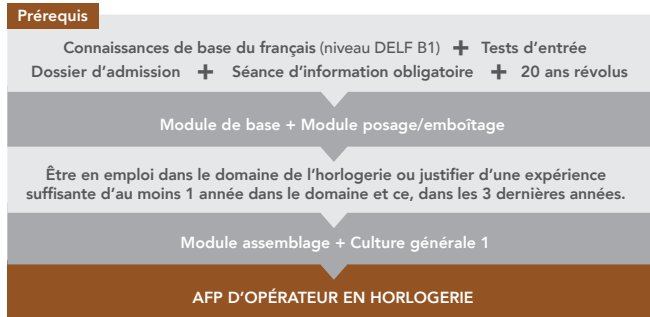 Prérequis
Connaissances de base du français (niveau DELF B1) + Tests d'entrée
Dossier d'admission + Séance d'information obligatoire + 20 ans révolus
Module de base + Module posage/emboîtage
Être en emploi dans le domaine de l'horlogerie ou justifier d'une expérience
suffisante d'au moins 1 année dans le domaine et ce, dans les 3 dernières années.
Module assemblage + Culture générale 1
AFP D'OPÉRATEUR EN HORLOGERIE